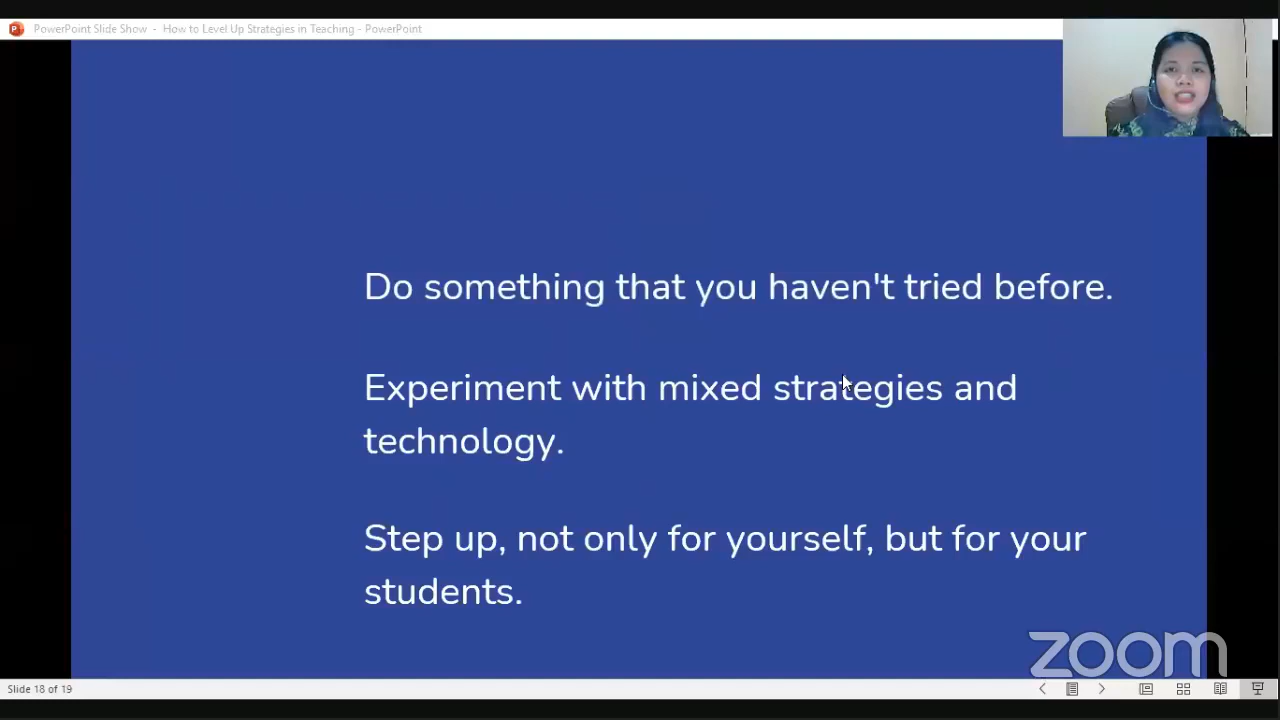 PowerPoint Slide Show - How to Level Up Strategies in Teaching - PowerPoint
Do something that you haven't tried before.
Experiment with mixed strategies and
technology.
Step up, not only for yourself, but for your
students.
zoom
Slide 18 of 19